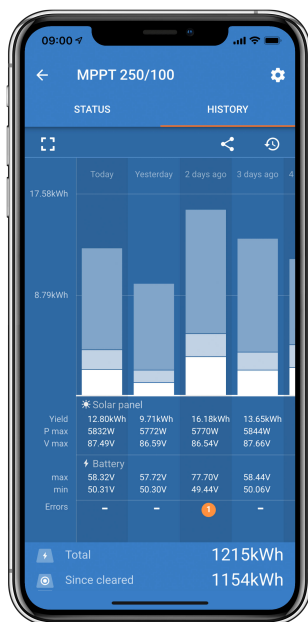 09:00
MPPT 250/100
STATUS HISTORY
Today Yesterday 2 days ago 3 days ago 4
17.58kWh
8.79kWh
Solar panel
Yield 12.80kWh 9.71kWh 16.18kWh 13.65kWh
P max 5832W 5772W 5770W 5844W
V max 87.49V 86.59V 86.54V 87.66V
Battery
max 58.32V 57.72V 77.70V 58.44V
min 50.31V 50.30V 49.44V 50.06V
Errors - - 1 -
Total 1215kWh
Since cleared 1154kWh